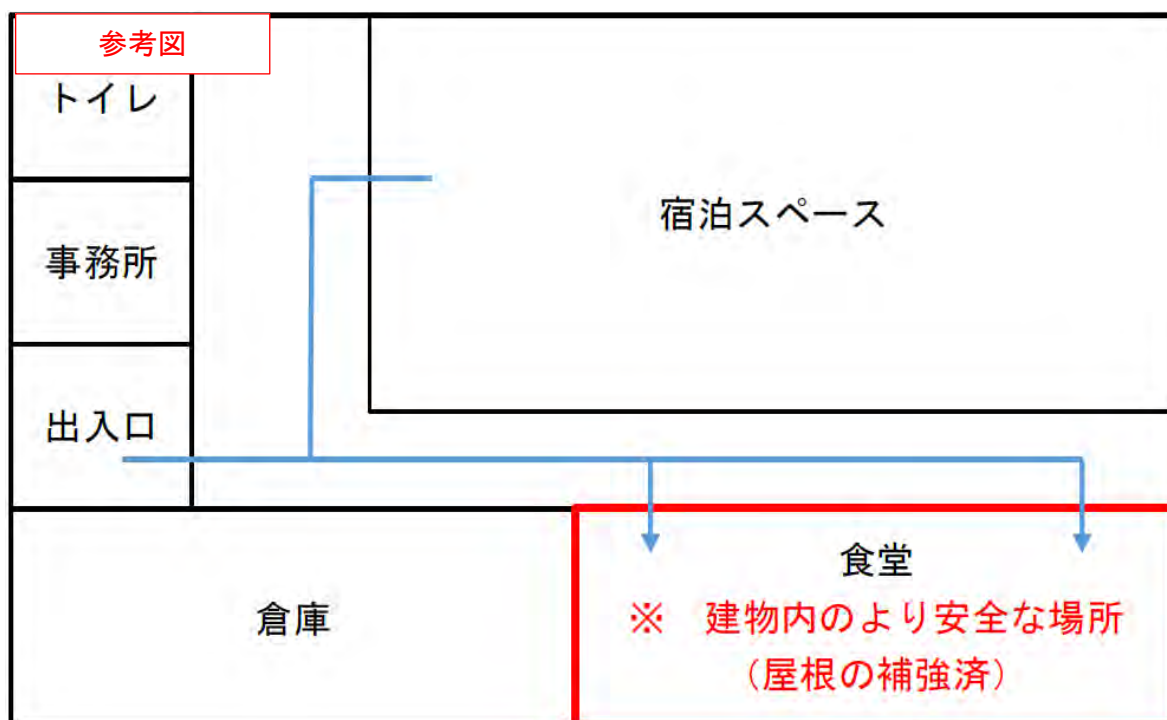 参考図
トイレ
宿泊スペース
事務所
出入口
食堂
倉庫
※ 建物内のより安全な場所
（屋根の補強済）